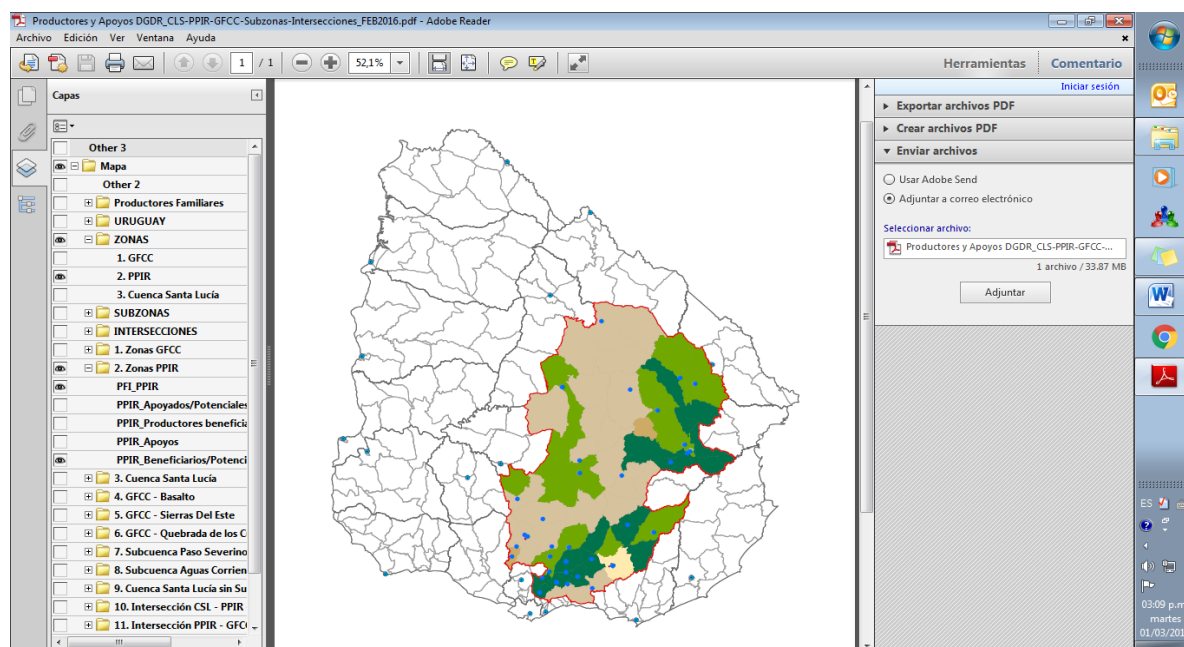 Productores y Apoyos DGDR_CLS-PPIR-GFCC-Subzonas-Intersecciones_FEB2016.pdf - Adobe Reader
Archivo Edición Ver Ventana Ayuda
1 / 1 52,1% Herramientas Comentario
Iniciar sesión
Capas
Other 3
Mapa
Other 2
Productores Familiares
URUGUAY
ZONAS
1. GFCC
2. PPIR
3. Cuenca Santa Lucía
SUBZONAS
INTERSECCIONES
1. Zonas GFCC
2. Zonas PPIR
PFI_PPIR
PPIR_Apoyados/Potenciales
PPIR_Productores beneficia
PPIR_Apoyos
PPIR_Beneficiarios/Potenci
3. Cuenca Santa Lucía
4. GFCC - Basalto
5. GFCC - Sierras Del Este
6. GFCC - Quebrada de los C
7. Subcuenca Paso Severino
8. Subcuenca Aguas Corrien
9. Cuenca Santa Lucía sin Su
10. Intersección CSL - PPIR
11. Intersección PPIR - GFC
Exportar archivos PDF
Crear archivos PDF
Enviar archivos
Usar Adobe Send
Adjuntar a correo electrónico
Seleccionar archivo:
Productores y Apoyos DGDR_CLS-PPIR-GFCC-...
1 archivo / 33.87 MB
Adjuntar
ES
03:09 p.m
martes
01/03/201